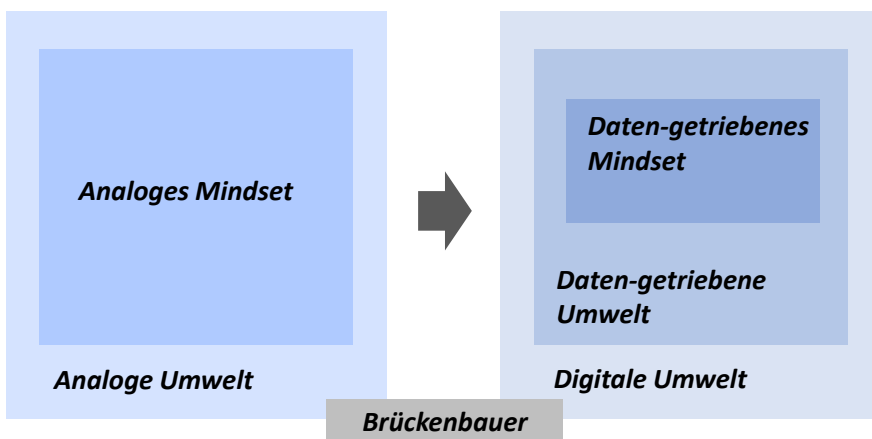 Analoges Mindset
Analoge Umwelt
Daten-getriebenes
Mindset
Daten-getriebene
Umwelt
Digitale Umwelt
Brückenbauer